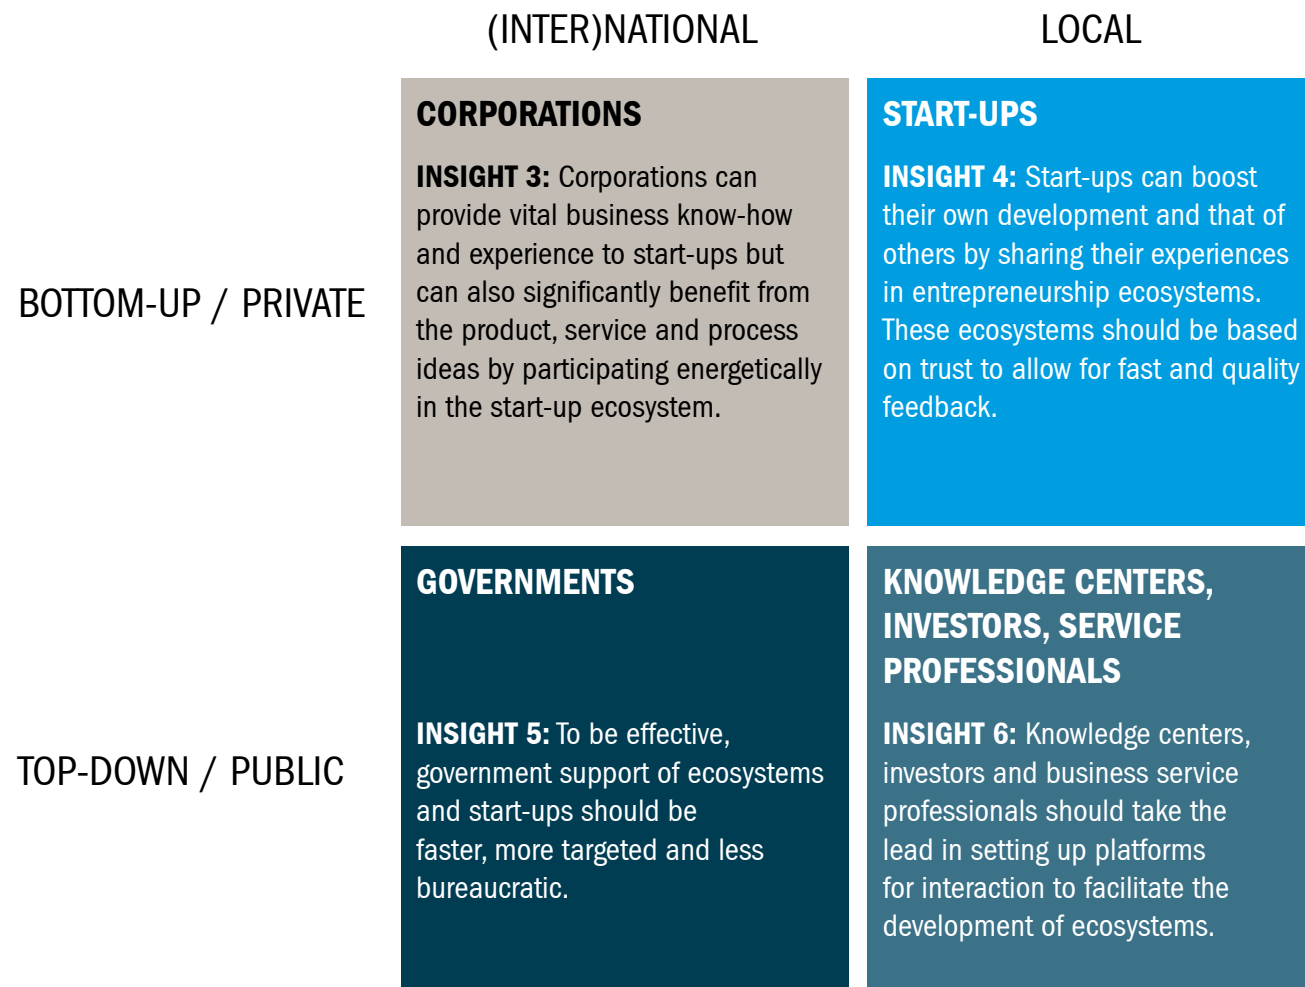 (INTER)NATIONAL
LOCAL
BOTTOM-UP / PRIVATE
CORPORATIONS
INSIGHT 3: Corporations can
provide vital business know-how
and experience to start-ups but
can also significantly benefit from
the product, service and process
ideas by participating energetically
in the start-up ecosystem.
START-UPS
INSIGHT 4: Start-ups can boost
their own development and that of
others by sharing their experiences
in entrepreneurship ecosystems.
These ecosystems should be based
on trust to allow for fast and quality
feedback.
TOP-DOWN / PUBLIC
GOVERNMENTS
INSIGHT 5: To be effective,
government support of ecosystems
and start-ups should be
faster, more targeted and less
bureaucratic.
KNOWLEDGE CENTERS,
INVESTORS, SERVICE
PROFESSIONALS
INSIGHT 6: Knowledge centers,
investors and business service
professionals should take the
lead in setting up platforms
for interaction to facilitate the
development of ecosystems.